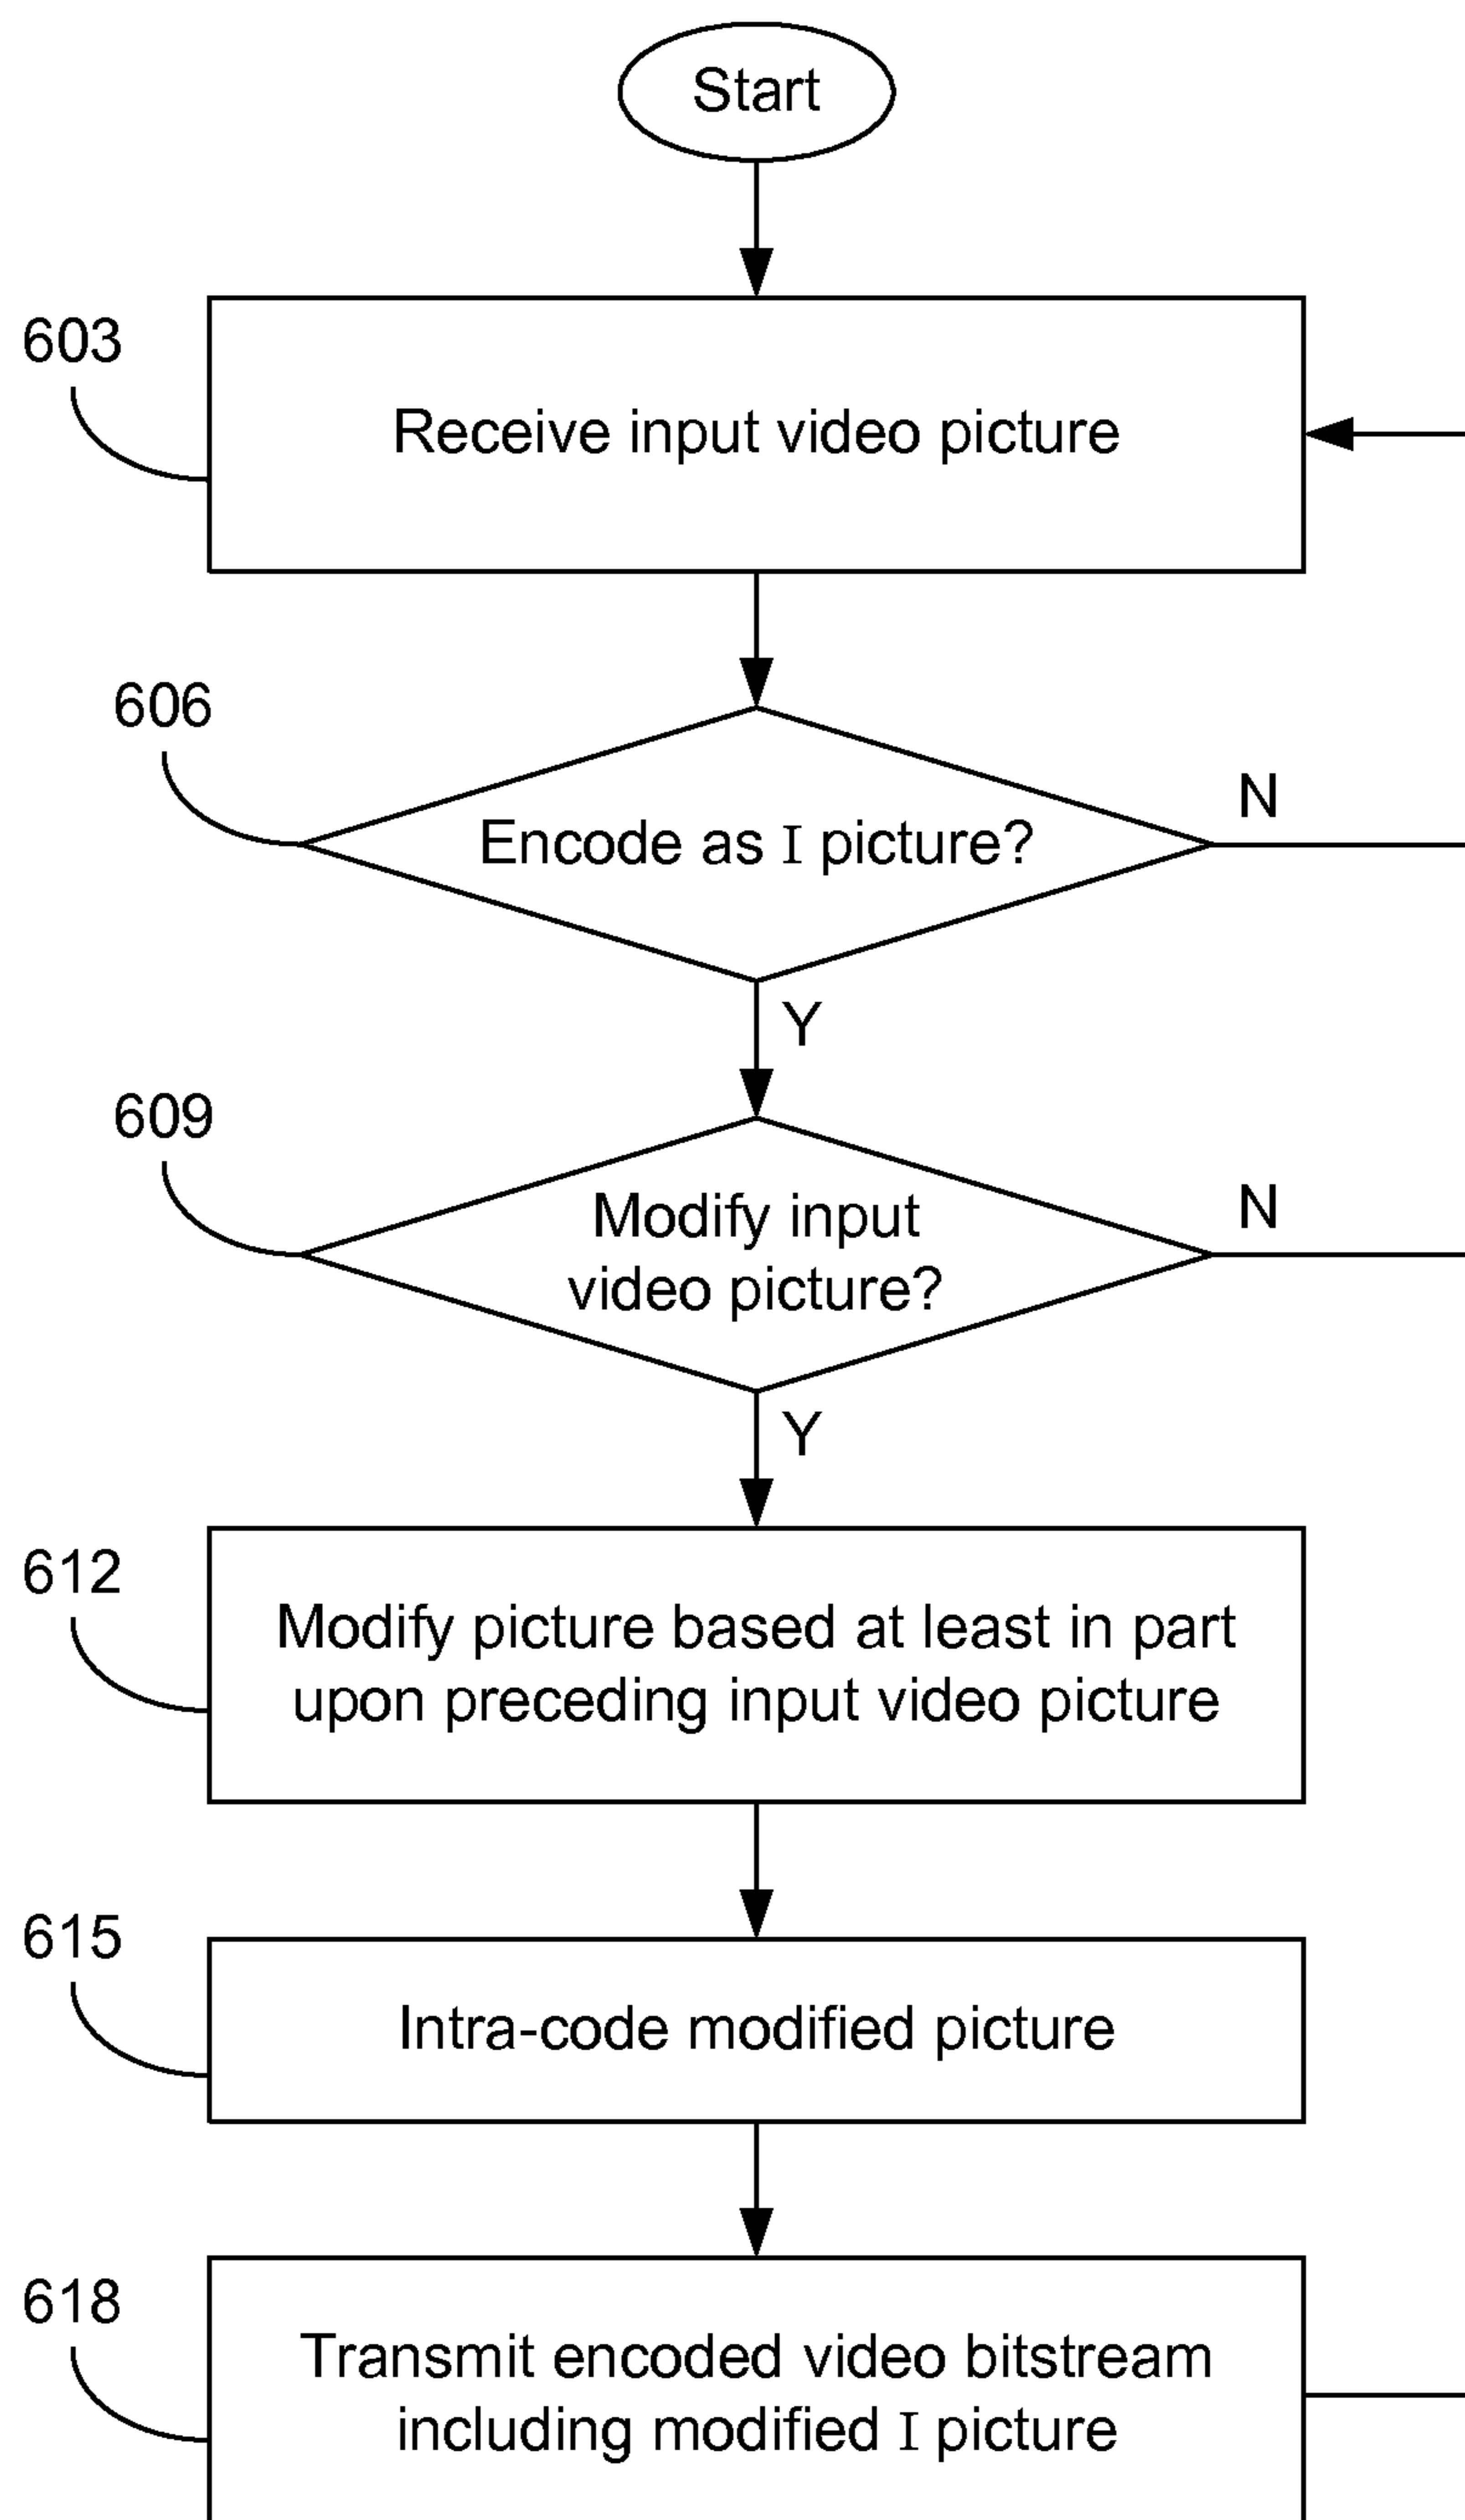 Start
603
Receive input video picture
606
Encode as I picture?
N
Y
609
Modify input
video picture?
N
Y
612
Modify picture based at least in part
upon preceding input video picture
615
Intra-code modified picture
618
Transmit encoded video bitstream
including modified I picture